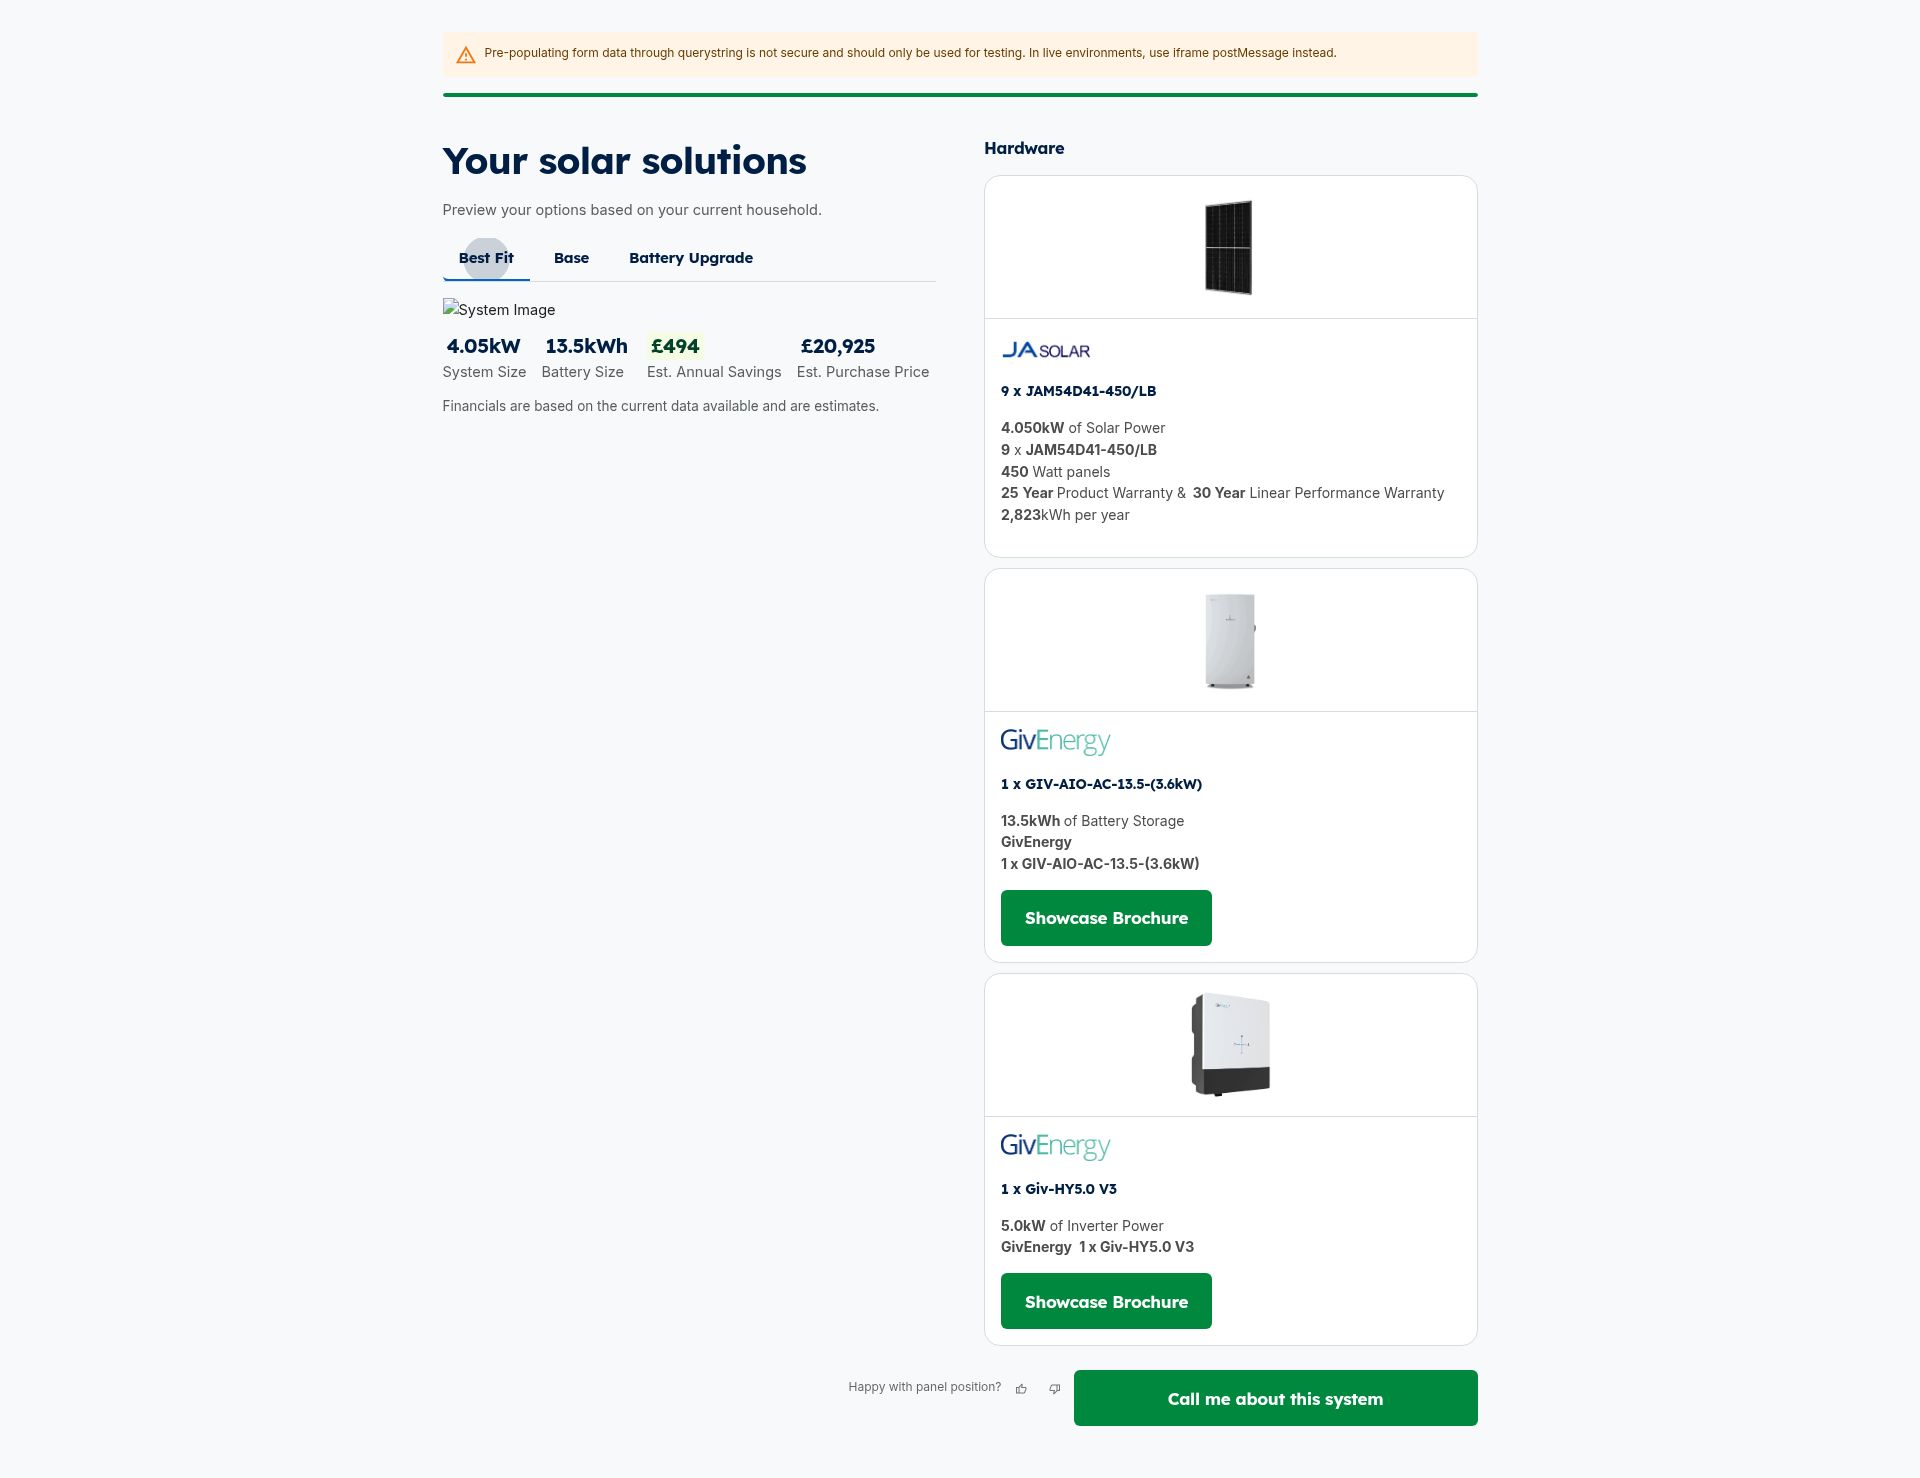 Pre-populating form data through querystring is not secure and should only be used for testing. In live environments, use iframe postMessage instead.
Your solar solutions
Preview your options based on your current household.
Best Fit
Base
Battery Upgrade
System Image
4.05kW
System Size
13.5kWh
Battery Size
£494
Est. Annual Savings
£20,925
Est. Purchase Price
Financials are based on the current data available and are estimates.
Hardware
JA SOLAR
9 x JAM54D41-450/LB
4.050kW of Solar Power
9 x JAM54D41-450/LB
450 Watt panels
25 Year Product Warranty & 30 Year Linear Performance Warranty
2,823kWh per year
GivEnergy
1 x GIV-AIO-AC-13.5-(3.6kW)
13.5kWh of Battery Storage
GivEnergy
1 x GIV-AIO-AC-13.5-(3.6kW)
Showcase Brochure
GivEnergy
1 x Giv-HY5.0 V3
5.0kW of Inverter Power
GivEnergy 1 x Giv-HY5.0 V3
Showcase Brochure
Happy with panel position?
Call me about this system